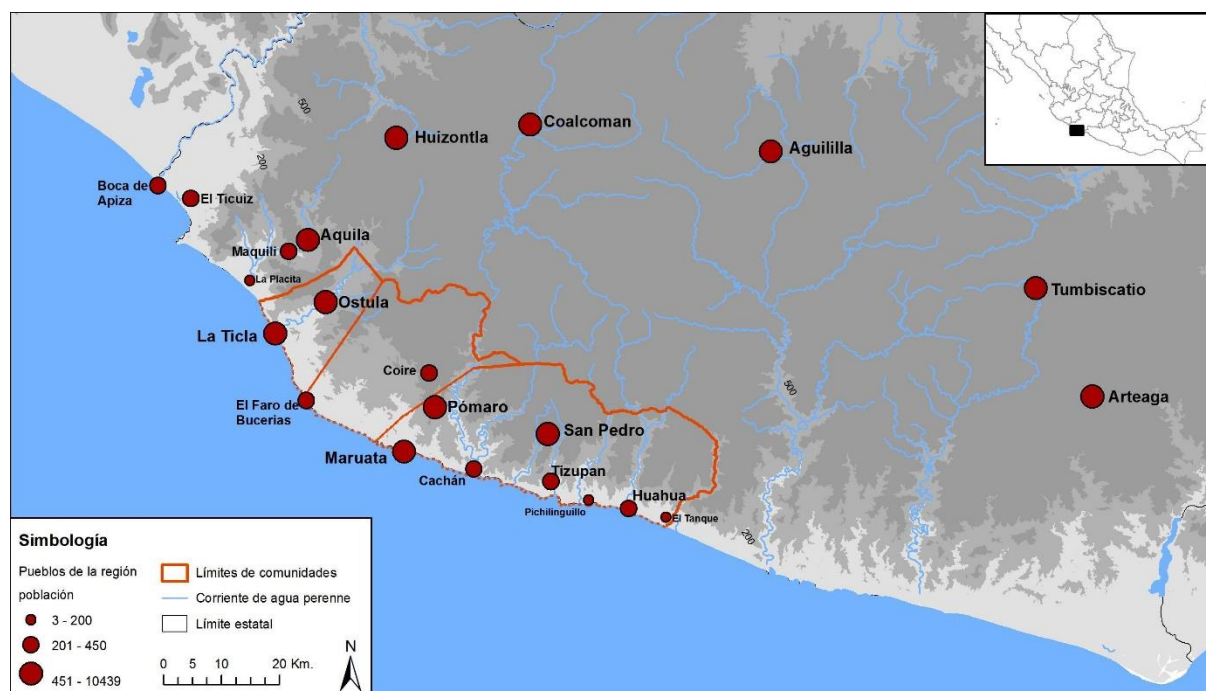 500
200
Huizontla
Coalcoman
Aguililla
Boca de
Apiza
El Ticuiz
Aquila
Maquili
La Placita
Ostula
Tumbiscatio
La Ticla
Coire
500
El Faro de
Bucerias
Pómaro
Arteaga
San Pedro
Maruata
Cachán
Tizupan
Pichilinguillo
Huahua
El Tanque
200
Simbología
Pueblos de la región
población
3 - 200
201 - 450
451 - 10439
Límites de comunidades
Corriente de agua perenne
Límite estatal
0 5 10 20 Km.
N